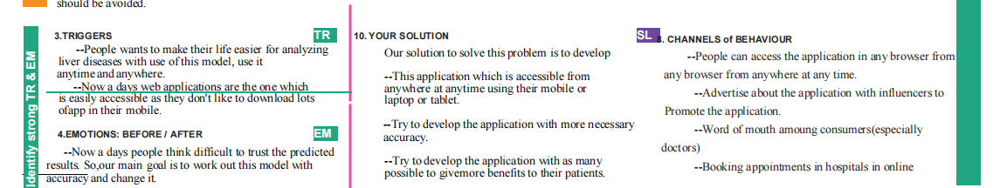 should be avoided.
Identify strong TR & EM
3.TRIGGERS
TR
--People wants to make their life easier for analyzing
liver diseases with use of this model, use it
anytime and anywhere.
--Now a days web applications are the one which
is easily accessible as they don't like to download lots
ofapp in their mobile.
4.EMOTIONS: BEFORE / AFTER
EM
--Now a days people think difficult to trust the predicted
results. So,our main goal is to work out this model with
accuracy and change it.
10. YOUR SOLUTION
SL
Our solution to solve this problem is to develop
--This application which is accessible from
anywhere at anytime using their mobile or
laptop or tablet.
--Try to develop the application with more necessary
accuracy.
--Try to develop the application with as many
possible to givemore benefits to their patients.
8. CHANNELS of BEHAVIOUR
--People can access the application in any browser from
any browser from anywhere at any time.
--Advertise about the application with influencers to
Promote the application.
--Word of mouth amoung consumers(especially
doctors)
--Booking appointments in hospitals in online